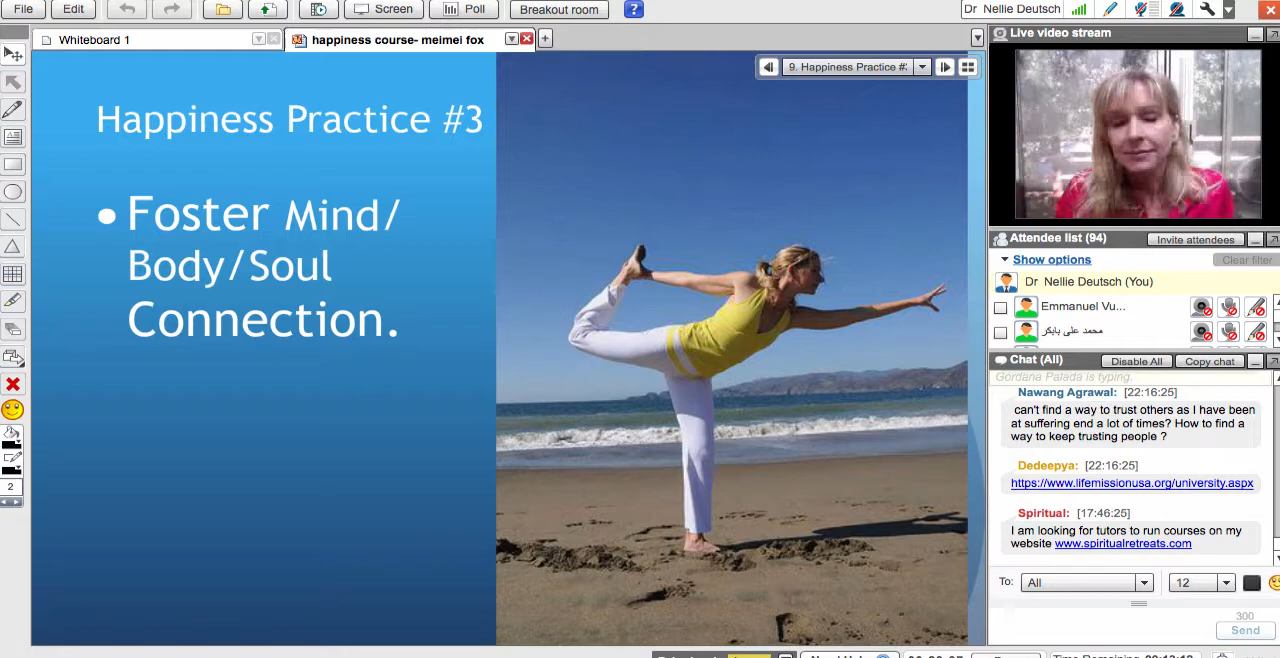 File Edit Screen Poll Breakout room ? Dr Nellie Deutsch
Whiteboard 1
happiness course- meimei fox
9. Happiness Practice #
Happiness Practice #3
• Foster Mind/
Body/Soul
Connection.
2
Live video stream
Attendee list (94) Invite attendees
Show options Clear filter
Dr Nellie Deutsch (You)
Emmanuel Vu...
محمد علی بابکر
Chat (All) Disable All Copy chat
Gordana Palada is typing.
Nawang Agrawal: [22:16:25]
can't find a way to trust others as I have been
at suffering end a lot of times? How to find a
way to keep trusting people ?
Dedeepya: [22:16:25]
https://www.lifemissionusa.org/university.aspx
Spiritual: [17:46:25]
I am looking for tutors to run courses on my
website www.spiritualretreats.com
To: All 12
300
Send